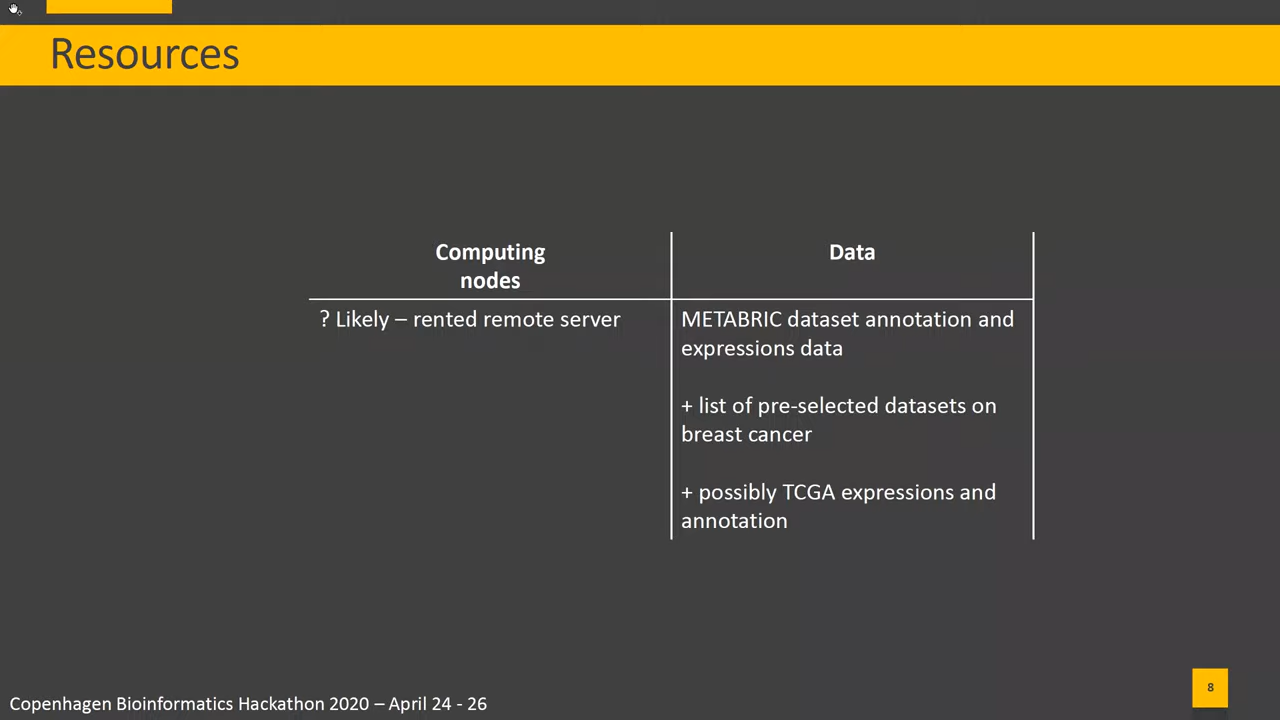 Resources
Computing
nodes
Data
? Likely – rented remote server
METABRIC dataset annotation and
expressions data
+ list of pre-selected datasets on
breast cancer
+ possibly TCGA expressions and
annotation
8
Copenhagen Bioinformatics Hackathon 2020 – April 24 - 26